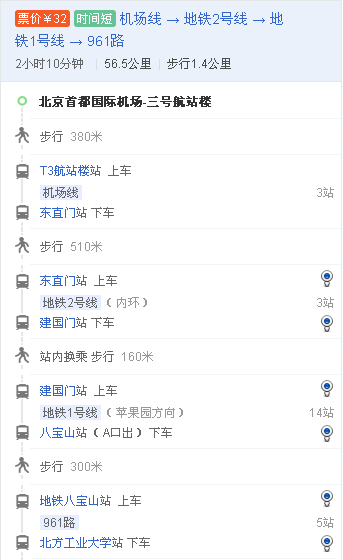 票价¥32 时间短 机场线 → 地铁2号线 → 地
铁1号线 → 961路
2小时10分钟 | 56.5公里 | 步行1.4公里
北京首都国际机场-三号航站楼
步行 380米
T3航站楼站 上车
机场线 3站
东直门站 下车
步行 510米
东直门站 上车
地铁2号线 ( 内环 ) 3站
建国门站 下车
站内换乘 步行 160米
建国门站 上车
地铁1号线 ( 苹果园方向 ) 14站
八宝山站 ( A口出 ) 下车
步行 300米
地铁八宝山站 上车
961路 5站
北方工业大学站 下车